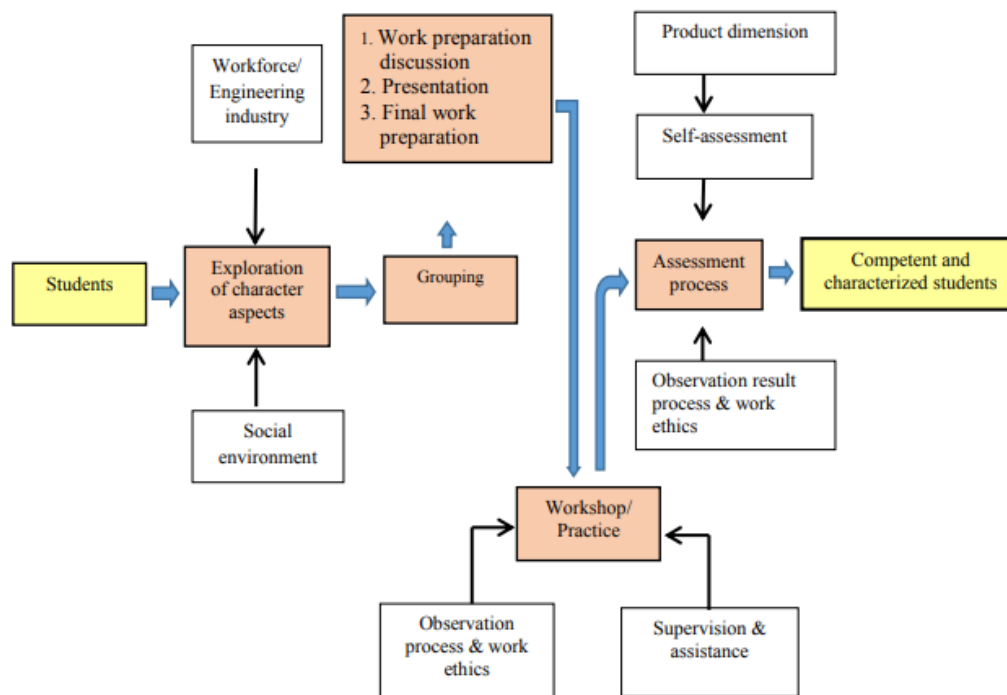 Workforce/
Engineering
industry
1. Work preparation
discussion
2. Presentation
3. Final work
preparation
Product dimension
Self-assessment
Students
Exploration
of character
aspects
Grouping
Assessment
process
Competent and
characterized students
Social
environment
Observation result
process & work
ethics
Workshop/
Practice
Observation
process & work
ethics
Supervision &
assistance